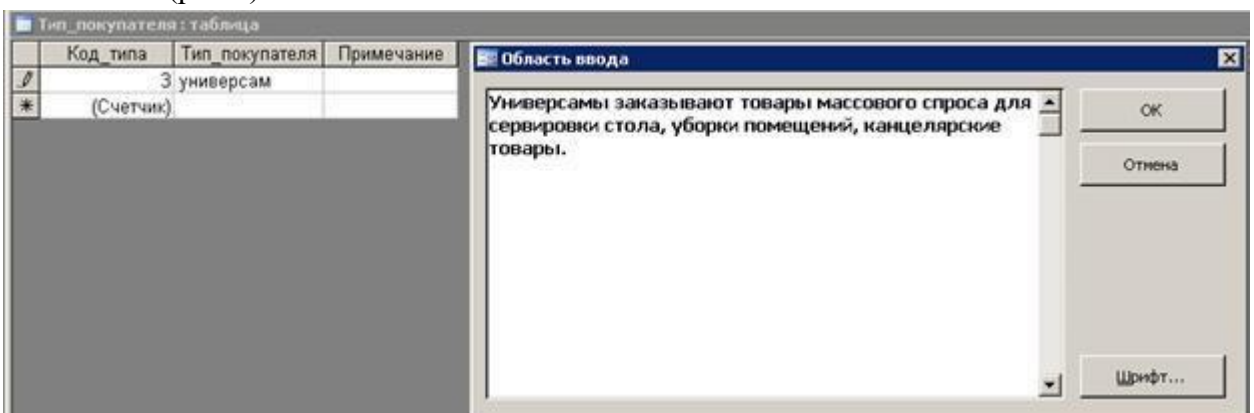 Тип_покупателя : таблица
Код_типа Тип_покупателя Примечание
3 универсам
(Счетчик)
Область ввода
Универсамы заказывают товары массового спроса для
сервировки стола, уборки помещений, канцелярские
товары.
ОК
Отмена
Шрифт...